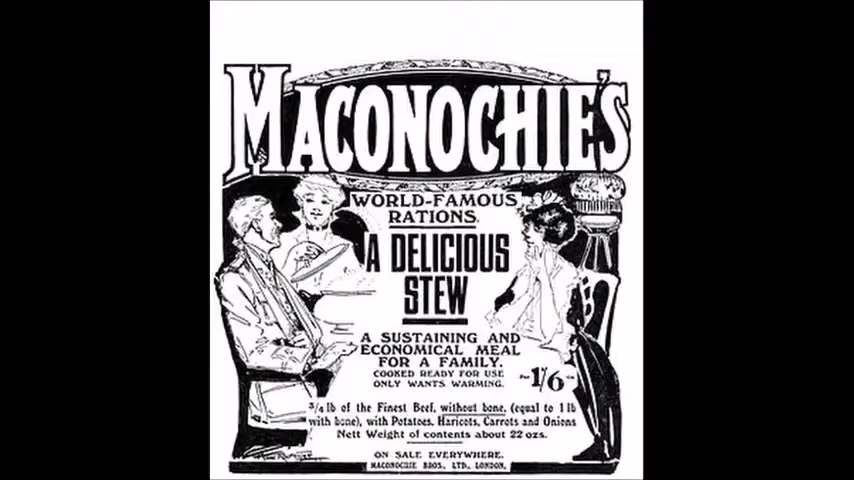 MACONOCHIE'S
WORLD-FAMOUS
RATIONS.
A DELICIOUS
STEW
A SUSTAINING AND
ECONOMICAL MEAL
FOR A FAMILY.
COOKED READY FOR USE
ONLY WANTS WARMING.
Per 1/6
3/4 lb of the Finest Beef, without bone, (equal to 1 lb
with bone), with Potatoes, Haricots, Carrots and Onions
Nett Weight of contents about 22 ozs.
ON SALE EVERYWHERE.
MACONOCHIE BROS., LTD., LONDON.